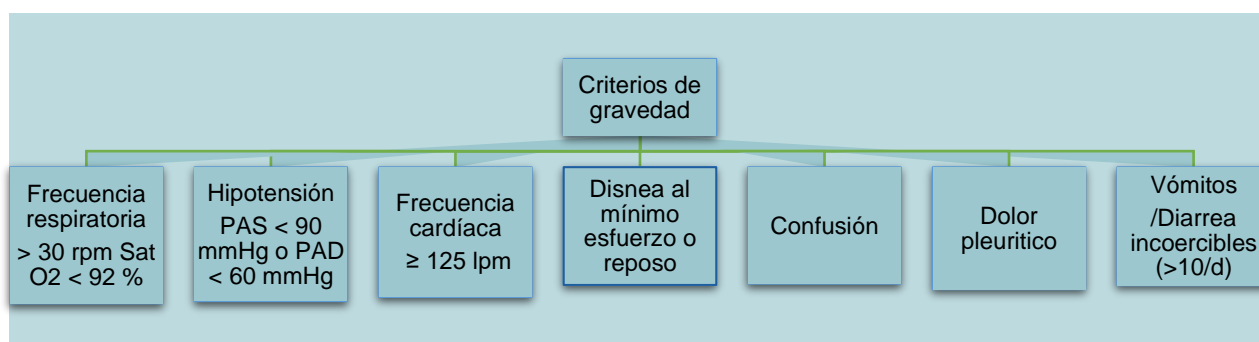 Criterios de
gravedad
Frecuencia
respiratoria
> 30 rpm Sat
O2 < 92 %
Hipotensión
PAS < 90
mmHg o PAD
< 60 mmHg
Frecuencia
cardíaca
≥ 125 lpm
Disnea al
mínimo
esfuerzo o
reposo
Confusión
Dolor
pleuritico
Vómitos
/Diarrea
incoercibles
(>10/d)